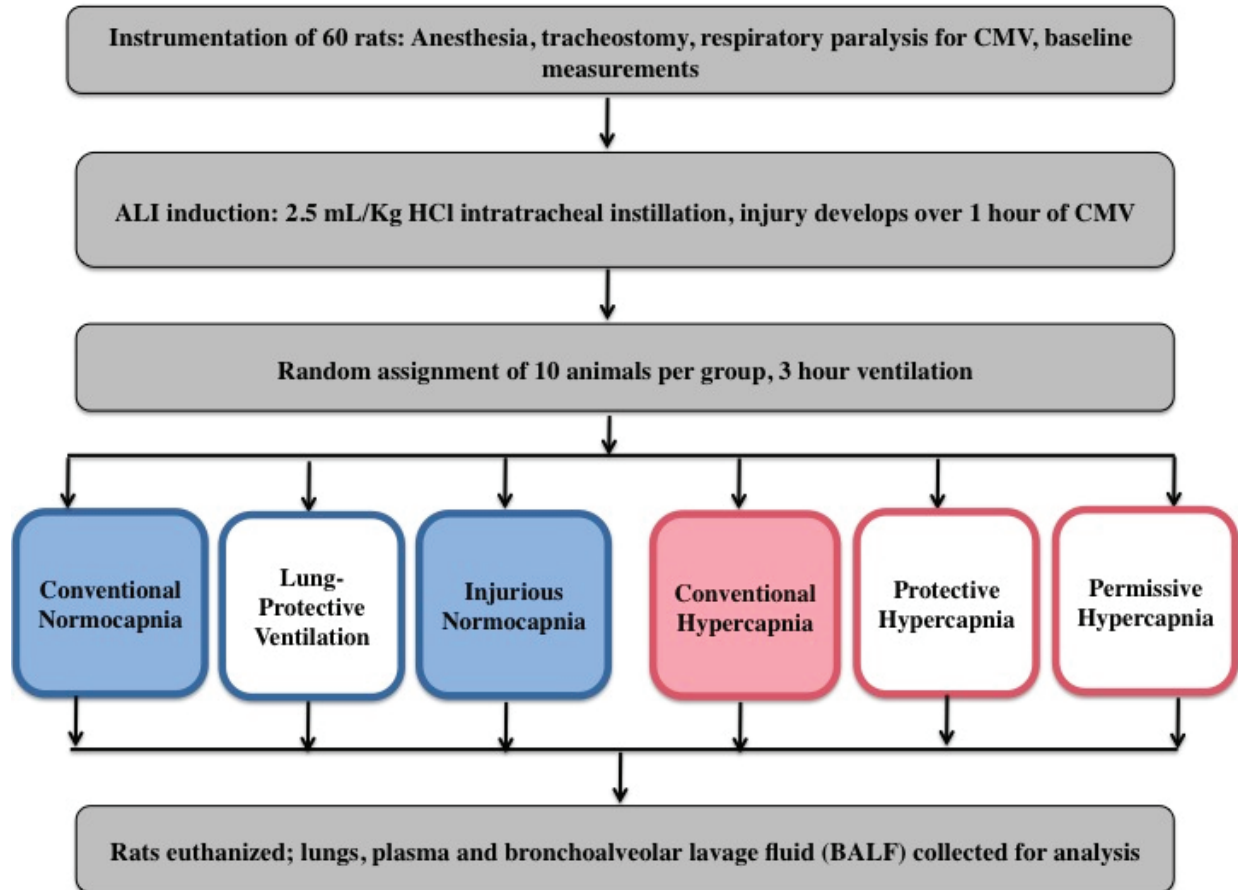 Instrumentation of 60 rats: Anesthesia, tracheostomy, respiratory paralysis for CMV, baseline
measurements
ALI induction: 2.5 mL/Kg HCl intratracheal instillation, injury develops over 1 hour of CMV
Random assignment of 10 animals per group, 3 hour ventilation
Conventional
Normocapnia
Lung-
Protective
Ventilation
Injurious
Normocapnia
Conventional
Hypercapnia
Protective
Hypercapnia
Permissive
Hypercapnia
Rats euthanized; lungs, plasma and bronchoalveolar lavage fluid (BALF) collected for analysis